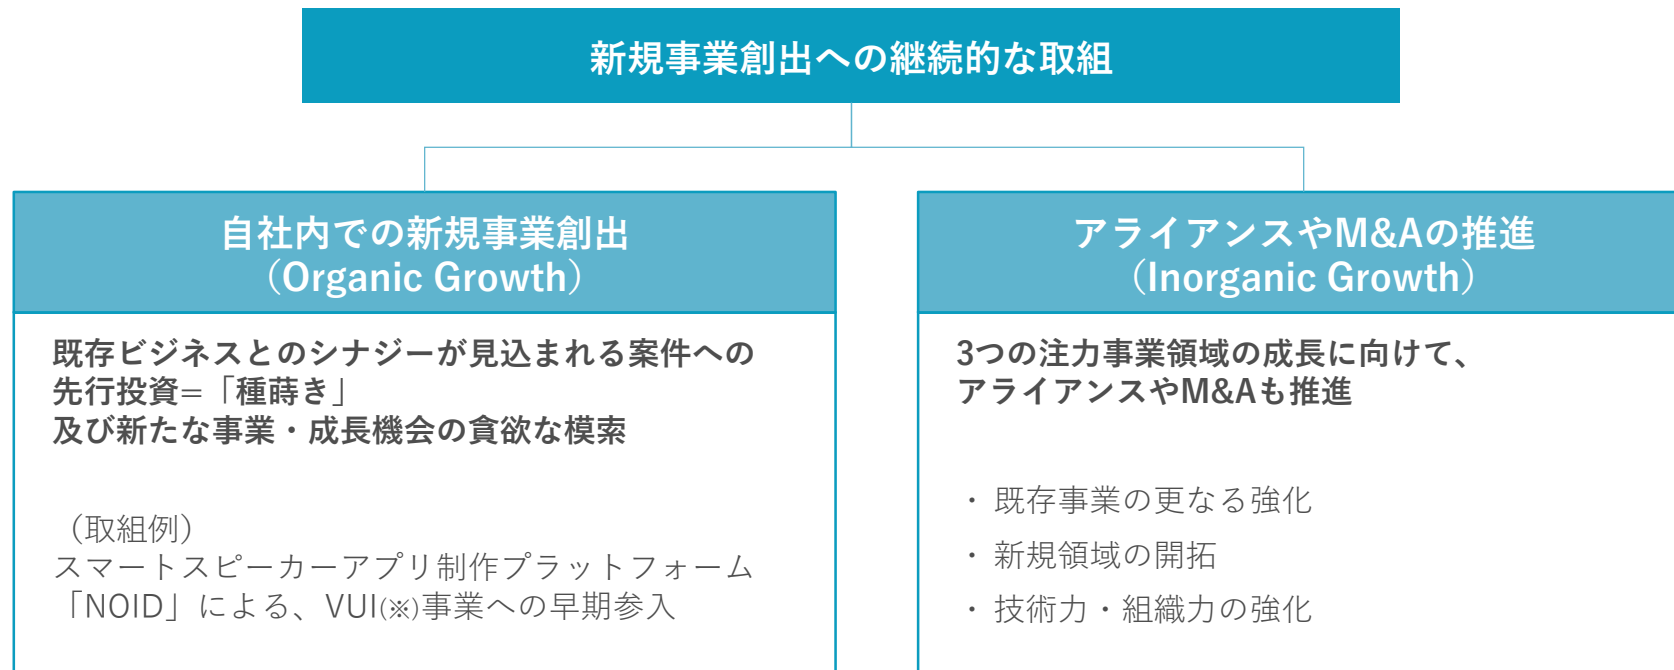 新規事業創出への継続的な取組
自社内での新規事業創出
（Organic Growth）
既存ビジネスとのシナジーが見込まれる案件への
先行投資=「種蒔き」
及び新たな事業・成長機会の貪欲な模索
（取組例）
スマートスピーカーアプリ制作プラットフォーム
「NOID」による、VUI(※)事業への早期参入
アライアンスやM&Aの推進
（Inorganic Growth）
3つの注力事業領域の成長に向けて、
アライアンスやM&Aも推進
・ 既存事業の更なる強化
・ 新規領域の開拓
・ 技術力・組織力の強化